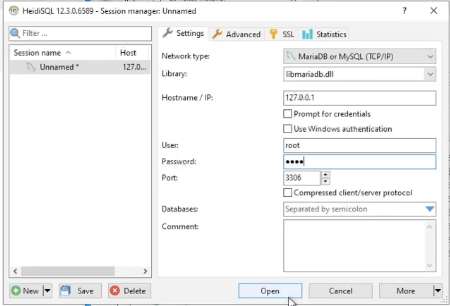 HeidiSQL 12.3.0.6589 - Session manager: Unnamed
Filter ...
Session name Host
Unnamed * 127.0...
Settings Advanced SSL Statistics
Network type: MariaDB or MySQL (TCP/IP)
Library: libmariadb.dll
Hostname / IP: 127.0.0.1
Prompt for credentials
Use Windows authentication
User: root
Password: ••••
Port: 3306
Compressed client/server protocol
Databases: Separated by semicolon
Comment:
New Save Delete Open Cancel More